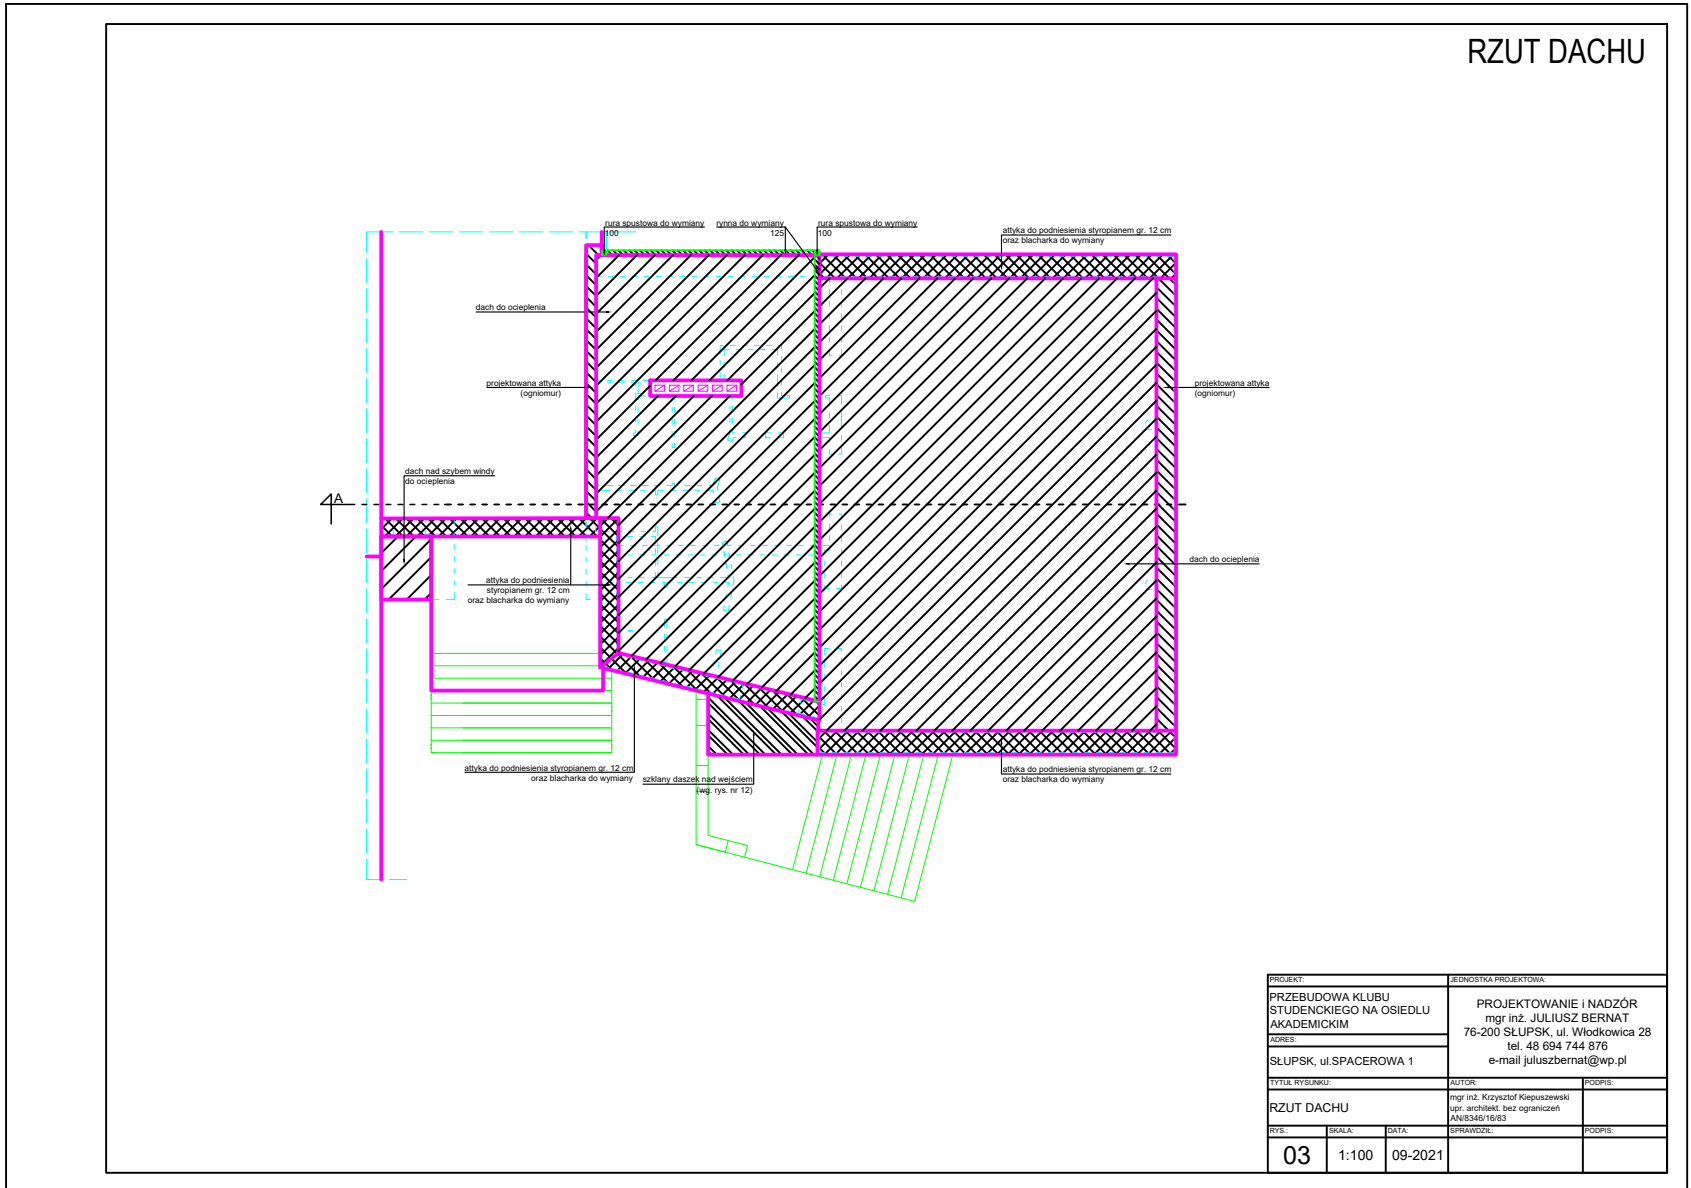 RZUT DACHU
rura spustowa do wymiany
100
rynna do wymiany
125
rura spustowa do wymiany
100
attyka do podniesienia styropianem gr. 12 cm
oraz blacharka do wymiany
dach do ocieplenia
projektowana attyka
(ogniomur)
projektowana attyka
(ogniomur)
dach nad szybem windy
do ocieplenia
A
dach do ocieplenia
attyka do podniesienia
styropianem gr. 12 cm
oraz blacharka do wymiany
attyka do podniesienia styropianem gr. 12 cm
oraz blacharka do wymiany
szklany daszek nad wejściem
(wg. rys. nr 12)
attyka do podniesienia styropianem gr. 12 cm
oraz blacharka do wymiany
PROJEKT:
PRZEBUDOWA KLUBU
STUDENCKIEGO NA OSIEDLU
AKADEMICKIM
ADRES:
SŁUPSK, ul.SPACEROWA 1
JEDNOSTKA PROJEKTOWA:
PROJEKTOWANIE i NADZÓR
mgr inż. JULIUSZ BERNAT
76-200 SŁUPSK, ul. Włodkowica 28
tel. 48 694 744 876
e-mail juluszbernat@wp.pl
TYTUŁ RYSUNKU:
RZUT DACHU
AUTOR:
mgr inż. Krzysztof Kiepuszewski
upr. architekt. bez ograniczeń
AN/8346/16/83
PODPIS:
RYS.:
03
SKALA:
1:100
DATA:
09-2021
SPRAWDZIŁ:
PODPIS: